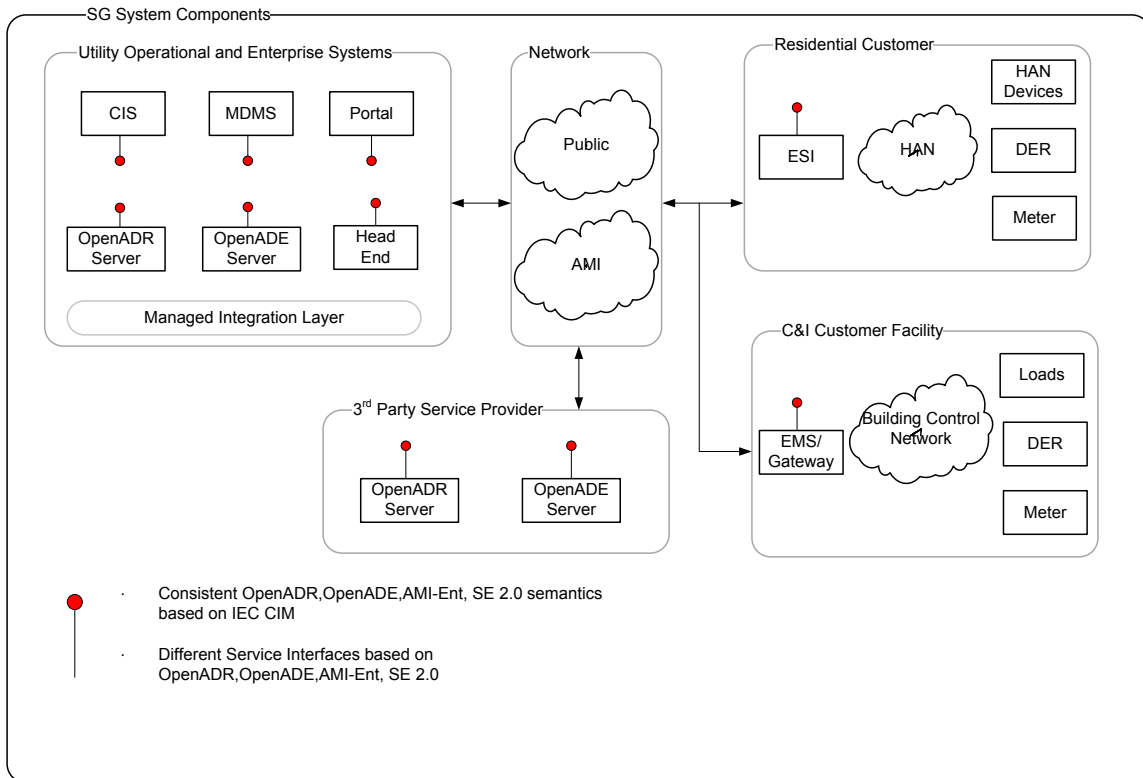 SG System Components
Utility Operational and Enterprise Systems
CIS
MDMS
Portal
OpenADR
Server
OpenADE
Server
Head
End
Managed Integration Layer
Network
Public
AMI
Residential Customer
ESI
HAN
HAN
Devices
DER
Meter
3rd Party Service Provider
OpenADR
Server
OpenADE
Server
C&I Customer Facility
EMS/
Gateway
Building Control
Network
Loads
DER
Meter
· Consistent OpenADR,OpenADE,AMI-Ent, SE 2.0 semantics
based on IEC CIM
· Different Service Interfaces based on
OpenADR,OpenADE,AMI-Ent, SE 2.0